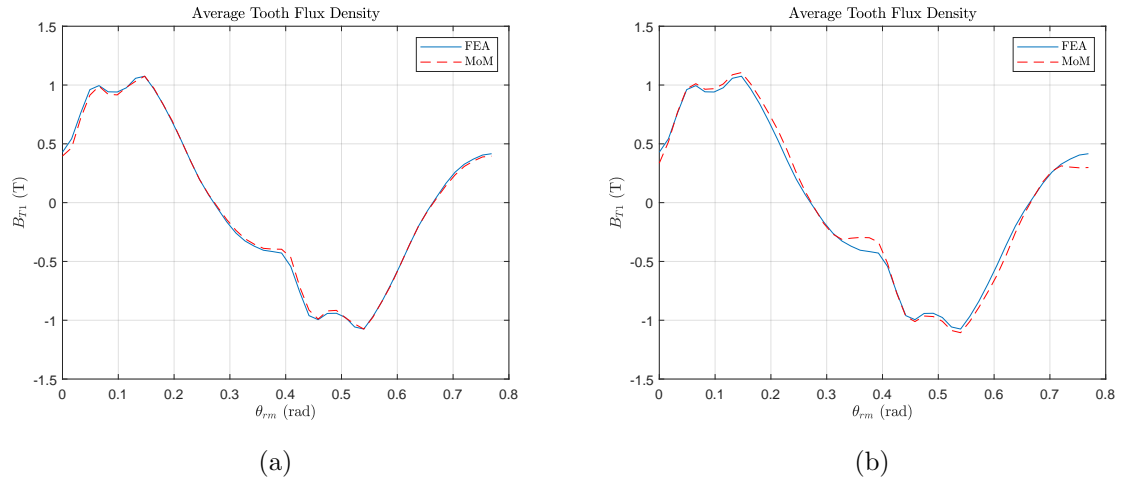 Average Tooth Flux Density
1.5
1
0.5
0
-0.5
-1
-1.5
B_{T1} (T)
FEA
MoM
0 0.1 0.2 0.3 0.4 0.5 0.6 0.7 0.8
θ_{rm} (rad)
(a)
Average Tooth Flux Density
1.5
1
0.5
0
-0.5
-1
-1.5
B_{T1} (T)
FEA
MoM
0 0.1 0.2 0.3 0.4 0.5 0.6 0.7 0.8
θ_{rm} (rad)
(b)